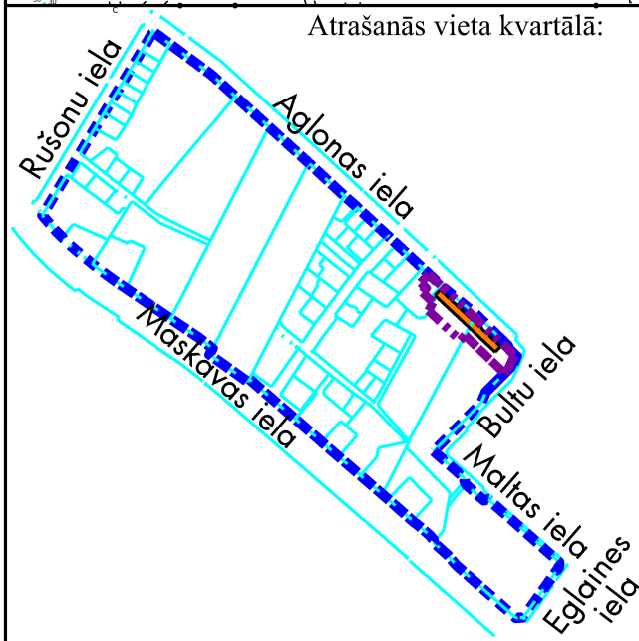 Atrašanās vieta kvartālā:
Rušonu iela
Aglonas iela
Maskavas iela
Bultu iela
Maltas iela
Eglaines
iela